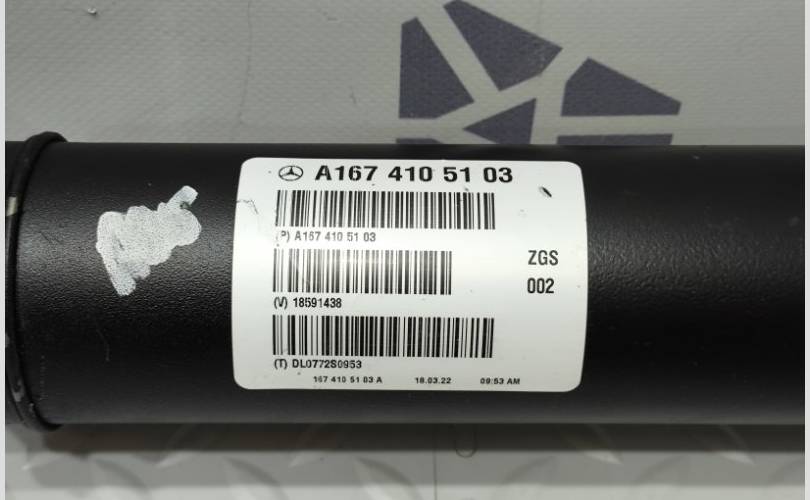 A167 410 51 03
(P) A167 410 51 03
ZGS
002
(V) 18591438
(T) DL0772S0953
167 410 51 03 A 18.03.22 09:53 AM